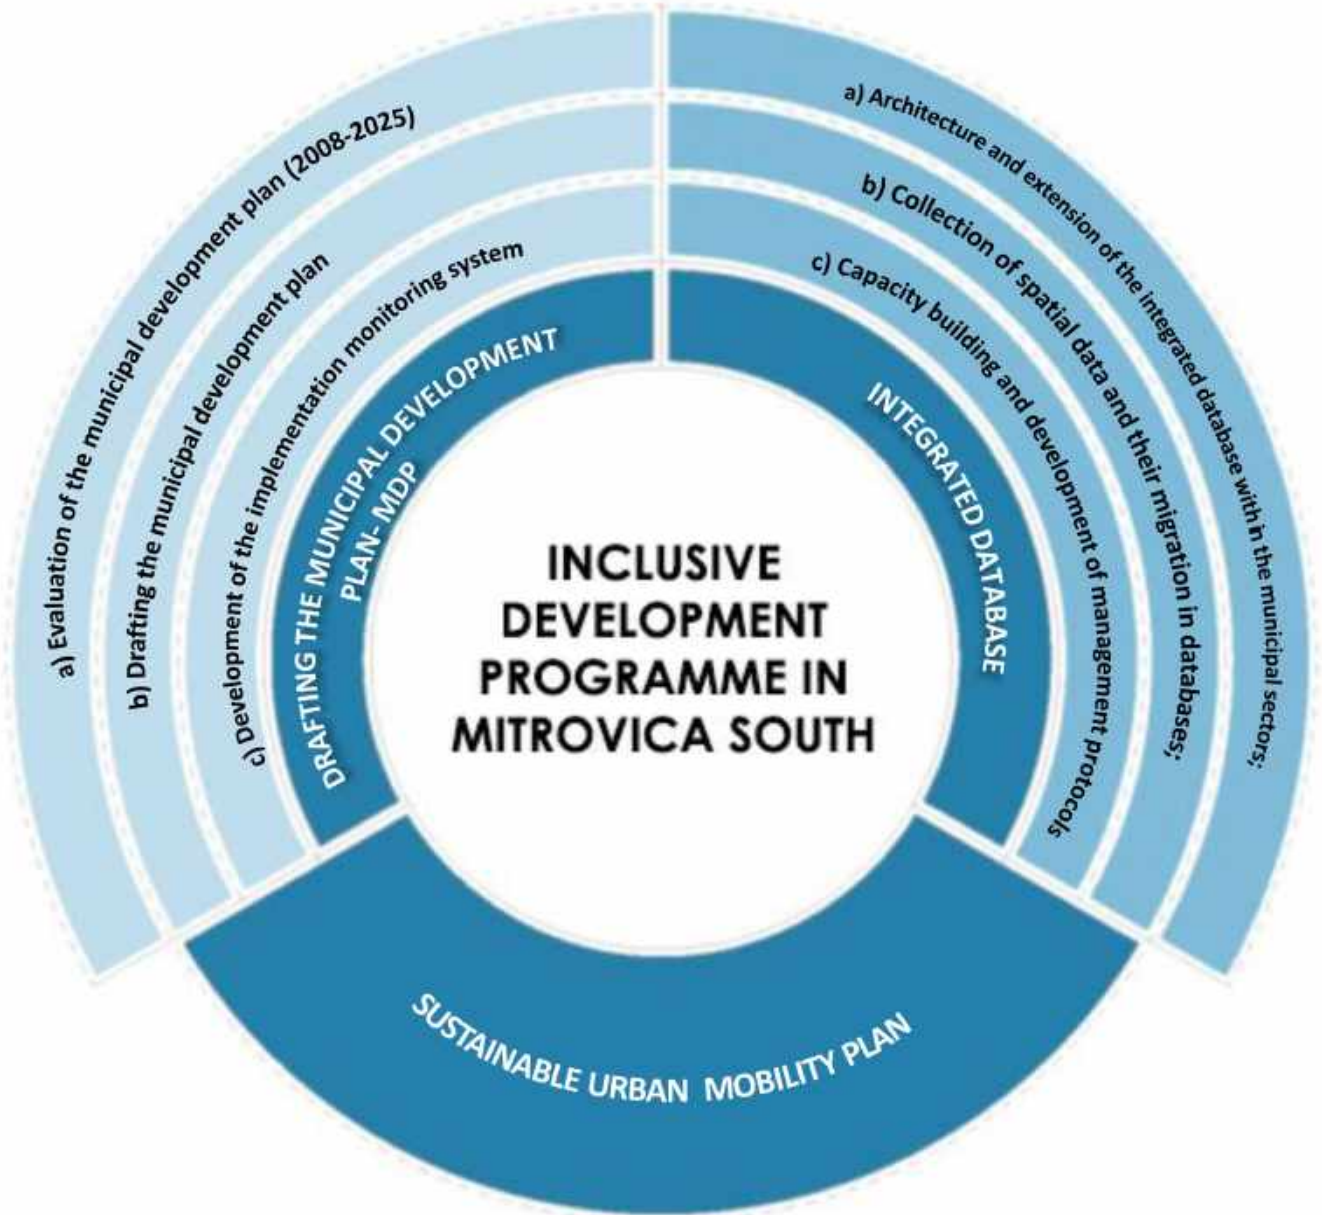 INCLUSIVE
DEVELOPMENT
PROGRAMME IN
MITROVICA SOUTH
DRAFTING THE MUNICIPAL DEVELOPMENT
PLAN- MDP
a) Evaluation of the municipal development plan (2008-2025)
b) Drafting the municipal development plan
c) Development of the implementation monitoring system
INTEGRATED DATABASE
a) Architecture and extension of the integrated database with in the municipal sectors;
b) Collection of spatial data and their migration in databases;
c) Capacity building and development of management protocols
SUSTAINABLE URBAN MOBILITY PLAN